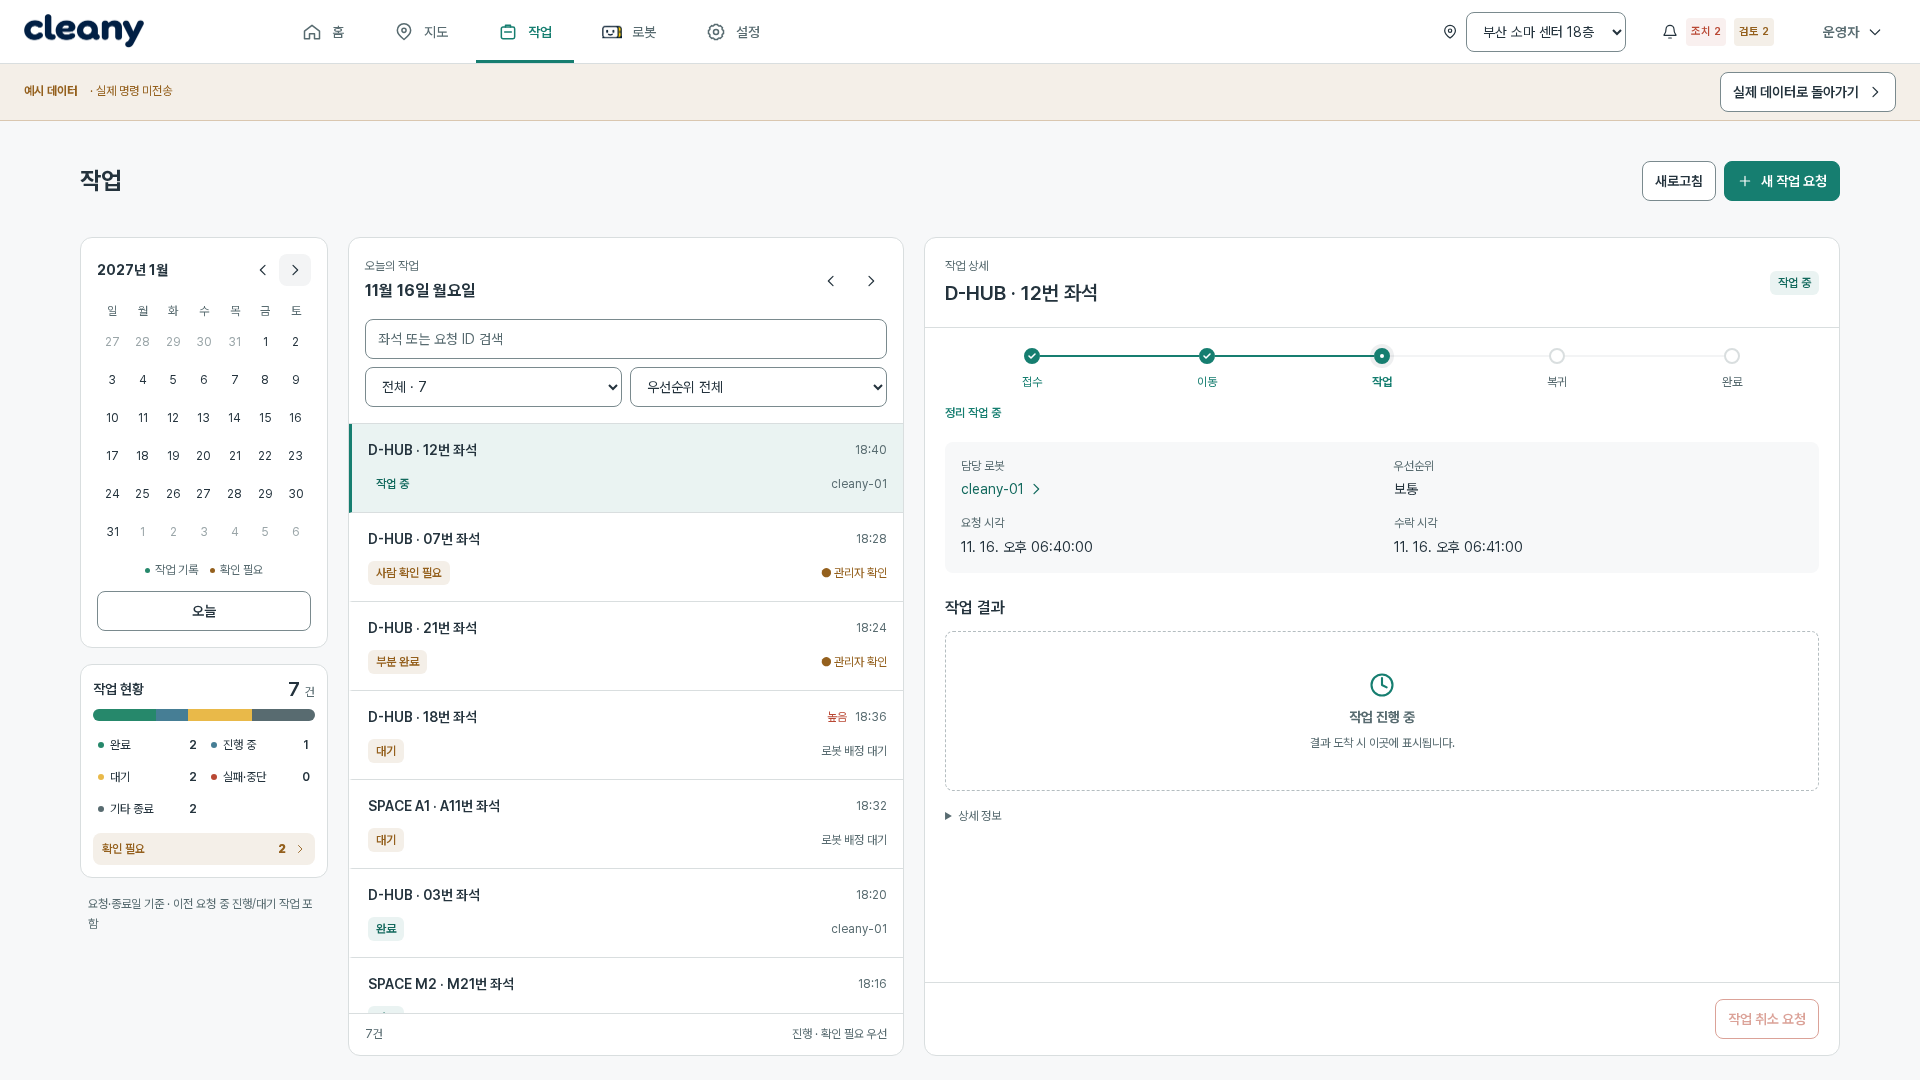 cleany
홈
지도
작업
로봇
설정
부산 소마 센터 18층
조치 2
검토 2
운영자
예시 데이터 · 실제 명령 미전송
실제 데이터로 돌아가기
작업
새로고침
새 작업 요청
2027년 1월
일 월 화 수 목 금 토
27 28 29 30 31 1 2
3 4 5 6 7 8 9
10 11 12 13 14 15 16
17 18 19 20 21 22 23
24 25 26 27 28 29 30
31 1 2 3 4 5 6
작업 기록 확인 필요
오늘
작업 현황 7 건
완료 2 진행 중 1
대기 2 실패·중단 0
기타 종료 2
확인 필요 2
요청·종료일 기준 · 이전 요청 중 진행/대기 작업 포
함
오늘의 작업
11월 16일 월요일
좌석 또는 요청 ID 검색
전체 · 7
우선순위 전체
D-HUB · 12번 좌석 18:40
작업 중 cleany-01
D-HUB · 07번 좌석 18:28
사람 확인 필요 관리자 확인
D-HUB · 21번 좌석 18:24
부분 완료 관리자 확인
D-HUB · 18번 좌석 높음 18:36
대기 로봇 배정 대기
SPACE A1 · A11번 좌석 18:32
대기 로봇 배정 대기
D-HUB · 03번 좌석 18:20
완료 cleany-01
SPACE M2 · M21번 좌석 18:16
7건 진행 · 확인 필요 우선
작업 상세
D-HUB · 12번 좌석
작업 중
접수 이동 작업 복귀 완료
정리 작업 중
담당 로봇 우선순위
cleany-01 보통
요청 시각 수락 시각
11. 16. 오후 06:40:00 11. 16. 오후 06:41:00
작업 결과
작업 진행 중
결과 도착 시 이곳에 표시됩니다.
상세 정보
작업 취소 요청